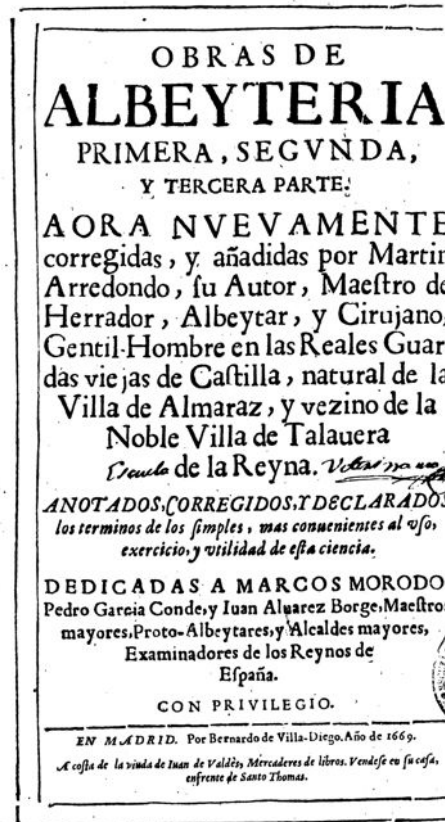 OBRAS DE
ALBEYTERIA
PRIMERA, SEGVNDA,
Y TERCERA PARTE.
AORA NVEVAMENTE
corregidas, y añadidas por Martin
Arredondo, ſu Autor, Maeſtro de
Herrador, Albeytar, y Cirujano,
Gentil-Hombre en las Reales Guar
das viejas de Caſtilla, natural de la
Villa de Almaraz, y vezino de la
Noble Villa de Talauera
Escuela de la Reyna.
ANOTADOS, CORREGIDOS, Y DECLARADOS
los terminos de los ſimples, mas conuenientes al vſo,
exercicio, y vtilidad de eſta ciencia.
DEDICADAS A MARCOS MORODO
Pedro Garcia Conde, y Iuan Aluarez Borge, Maeſtros
mayores, Proto-Albeytares, y Alcaldes mayores,
Examinadores de los Reynos de
Eſpaña.
CON PRIVILEGIO.
EN MADRID. Por Bernardo de Villa-Diego. Año de 1669.
A coſta de la viuda de Iuan de Valdès, Mercaderes de libros. Vendeſe en ſu caſa,
enfrente de Santo Thomas.